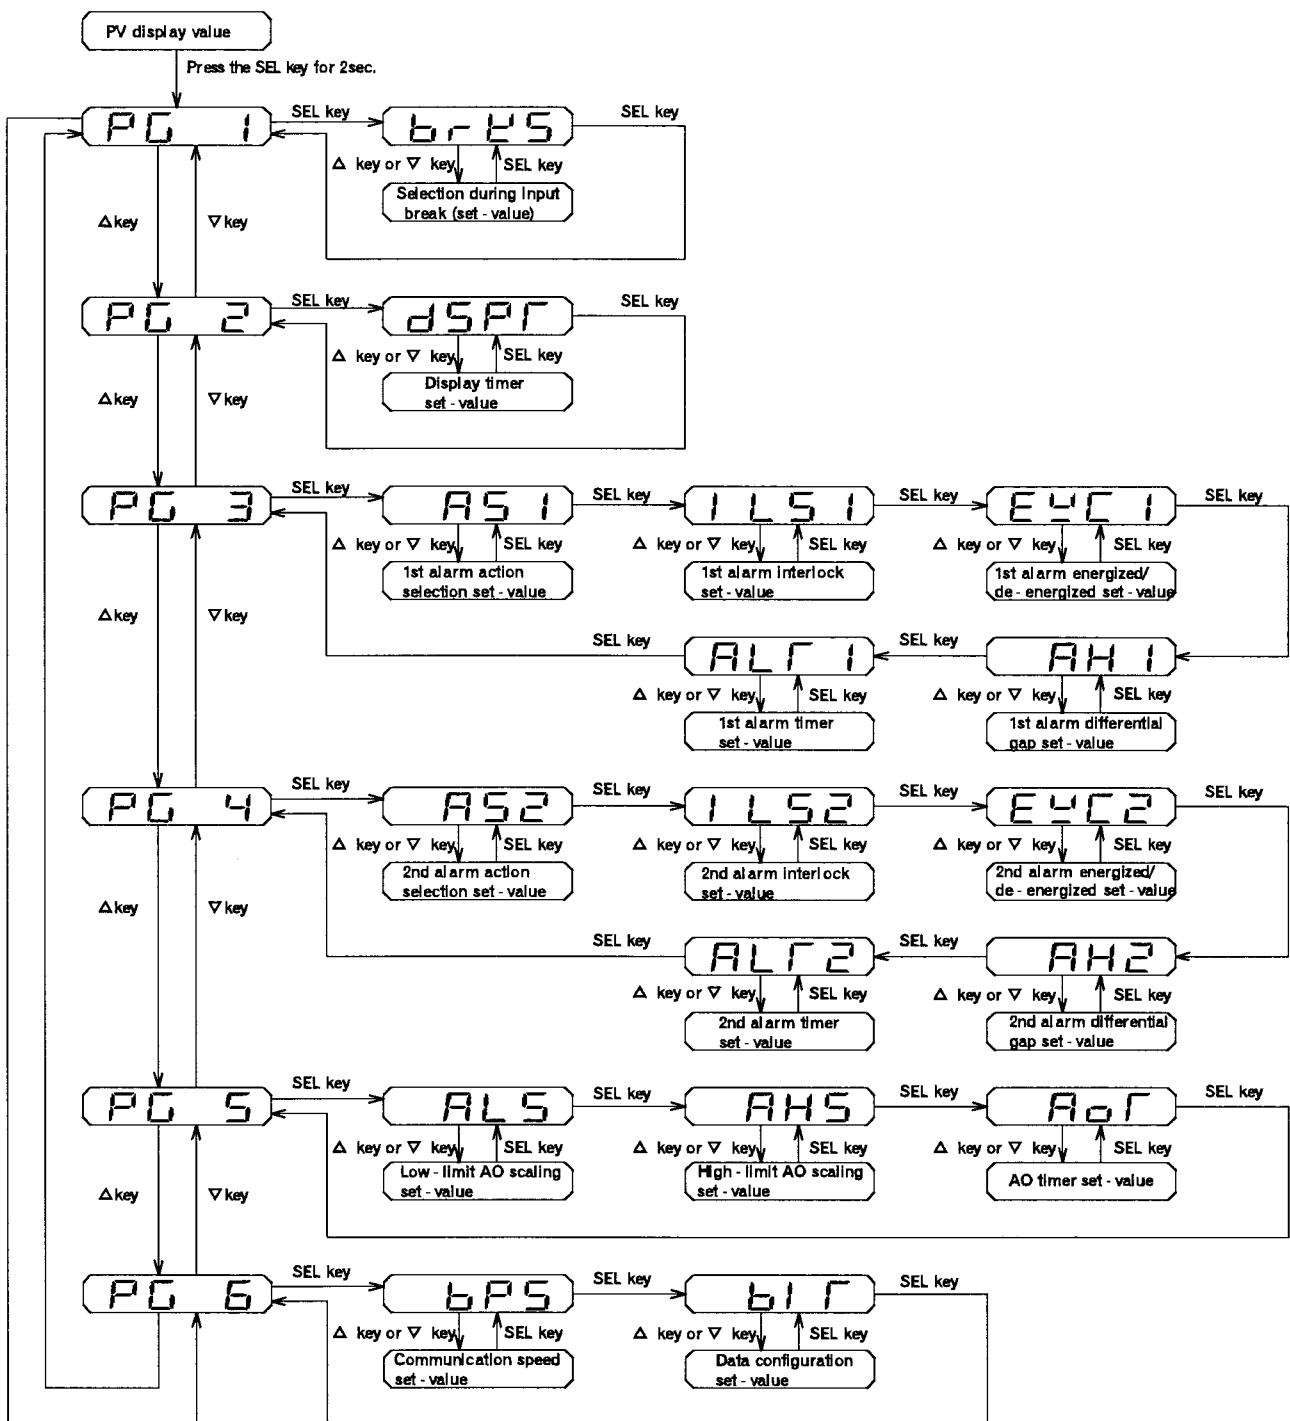 PV display value
Press the SEL key for 2sec.
PG 1
SEL key
brKS
SEL key
△ key or ▽ key
SEL key
Selection during input
break (set - value)
△ key
▽ key
PG 2
SEL key
dSPT
SEL key
△ key or ▽ key
SEL key
Display timer
set - value
△ key
▽ key
PG 3
SEL key
AS1
SEL key
ILS1
SEL key
EXC1
SEL key
△ key or ▽ key
SEL key
△ key or ▽ key
SEL key
△ key or ▽ key
SEL key
1st alarm action
selection set - value
1st alarm interlock
set - value
1st alarm energized/
de - energized set - value
△ key
▽ key
SEL key
ALT1
SEL key
AH1
△ key or ▽ key
SEL key
△ key or ▽ key
SEL key
1st alarm timer
set - value
1st alarm differential
gap set - value
PG 4
SEL key
AS2
SEL key
ILS2
SEL key
EXC2
SEL key
△ key or ▽ key
SEL key
△ key or ▽ key
SEL key
△ key or ▽ key
SEL key
2nd alarm action
selection set - value
2nd alarm interlock
set - value
2nd alarm energized/
de - energized set - value
△ key
▽ key
SEL key
ALT2
SEL key
AH2
△ key or ▽ key
SEL key
△ key or ▽ key
SEL key
2nd alarm timer
set - value
2nd alarm differential
gap set - value
PG 5
SEL key
ALS
SEL key
AHS
SEL key
AoT
SEL key
△ key or ▽ key
SEL key
△ key or ▽ key
SEL key
△ key or ▽ key
SEL key
Low - limit AO scaling
set - value
High - limit AO scaling
set - value
AO timer set - value
△ key
▽ key
PG 6
SEL key
bPS
SEL key
bIT
SEL key
△ key or ▽ key
SEL key
△ key or ▽ key
SEL key
Communication speed
set - value
Data configuration
set - value